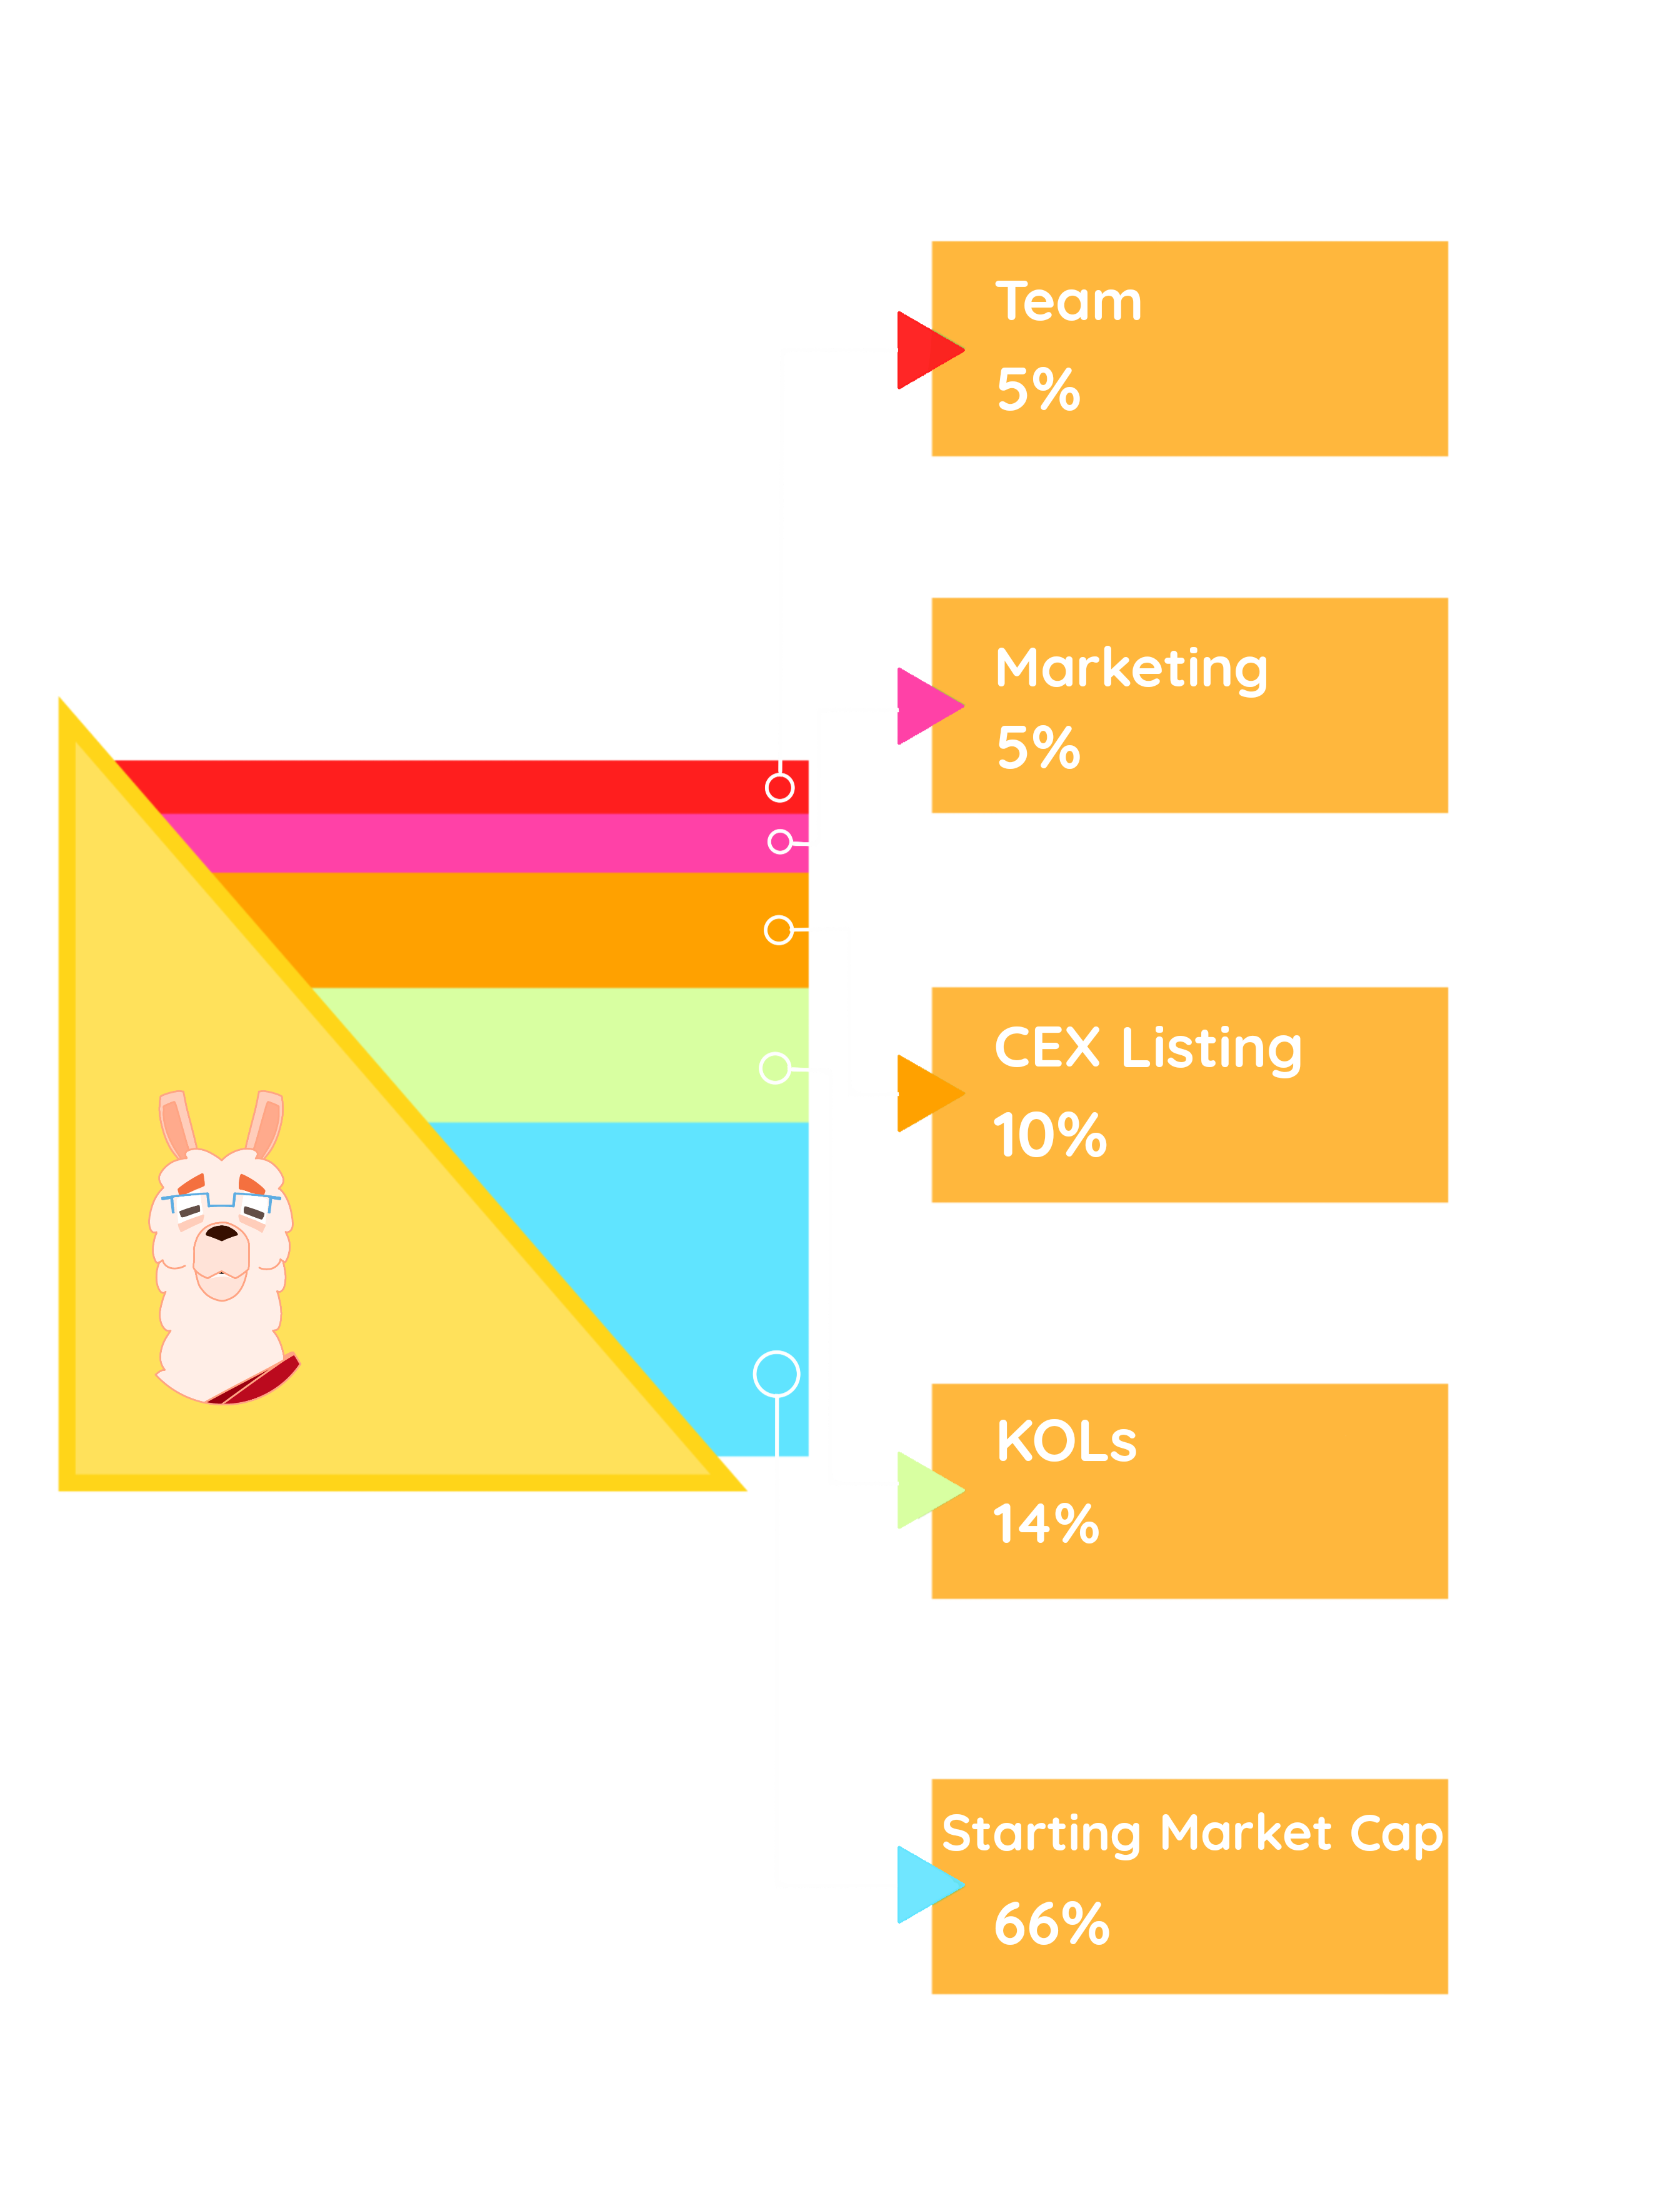 Team
5%
Marketing
5%
CEX Listing
10%
KOLs
14%
Starting Market Cap
66%